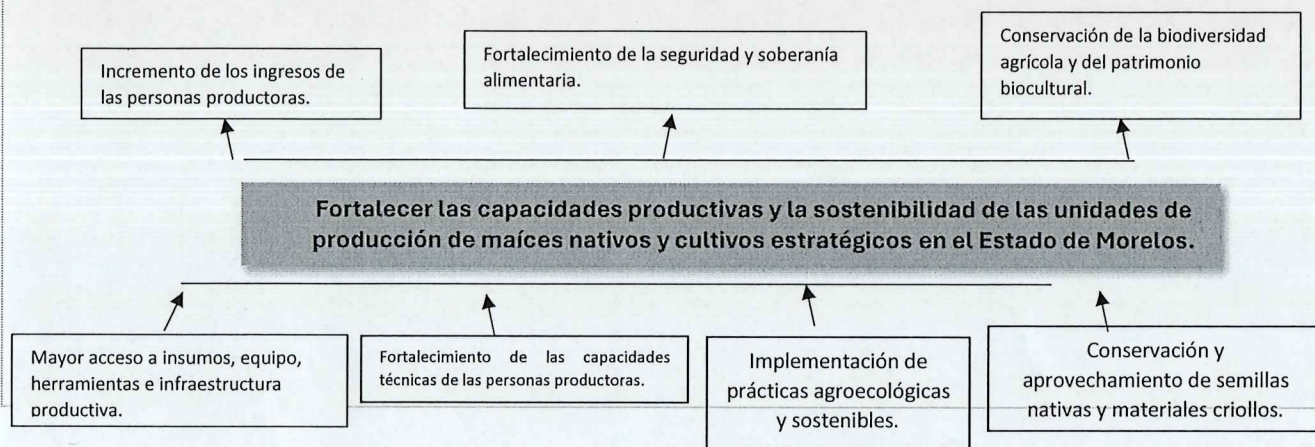 Incremento de los ingresos de
las personas productoras.
Fortalecimiento de la seguridad y soberanía
alimentaria.
Conservación de la biodiversidad
agrícola y del patrimonio
biocultural.
Fortalecer las capacidades productivas y la sostenibilidad de las unidades de
producción de maíces nativos y cultivos estratégicos en el Estado de Morelos.
Mayor acceso a insumos, equipo,
herramientas e infraestructura
productiva.
Fortalecimiento de las capacidades
técnicas de las personas productoras.
Implementación de
prácticas agroecológicas
y sostenibles.
Conservación y
aprovechamiento de semillas
nativas y materiales criollos.